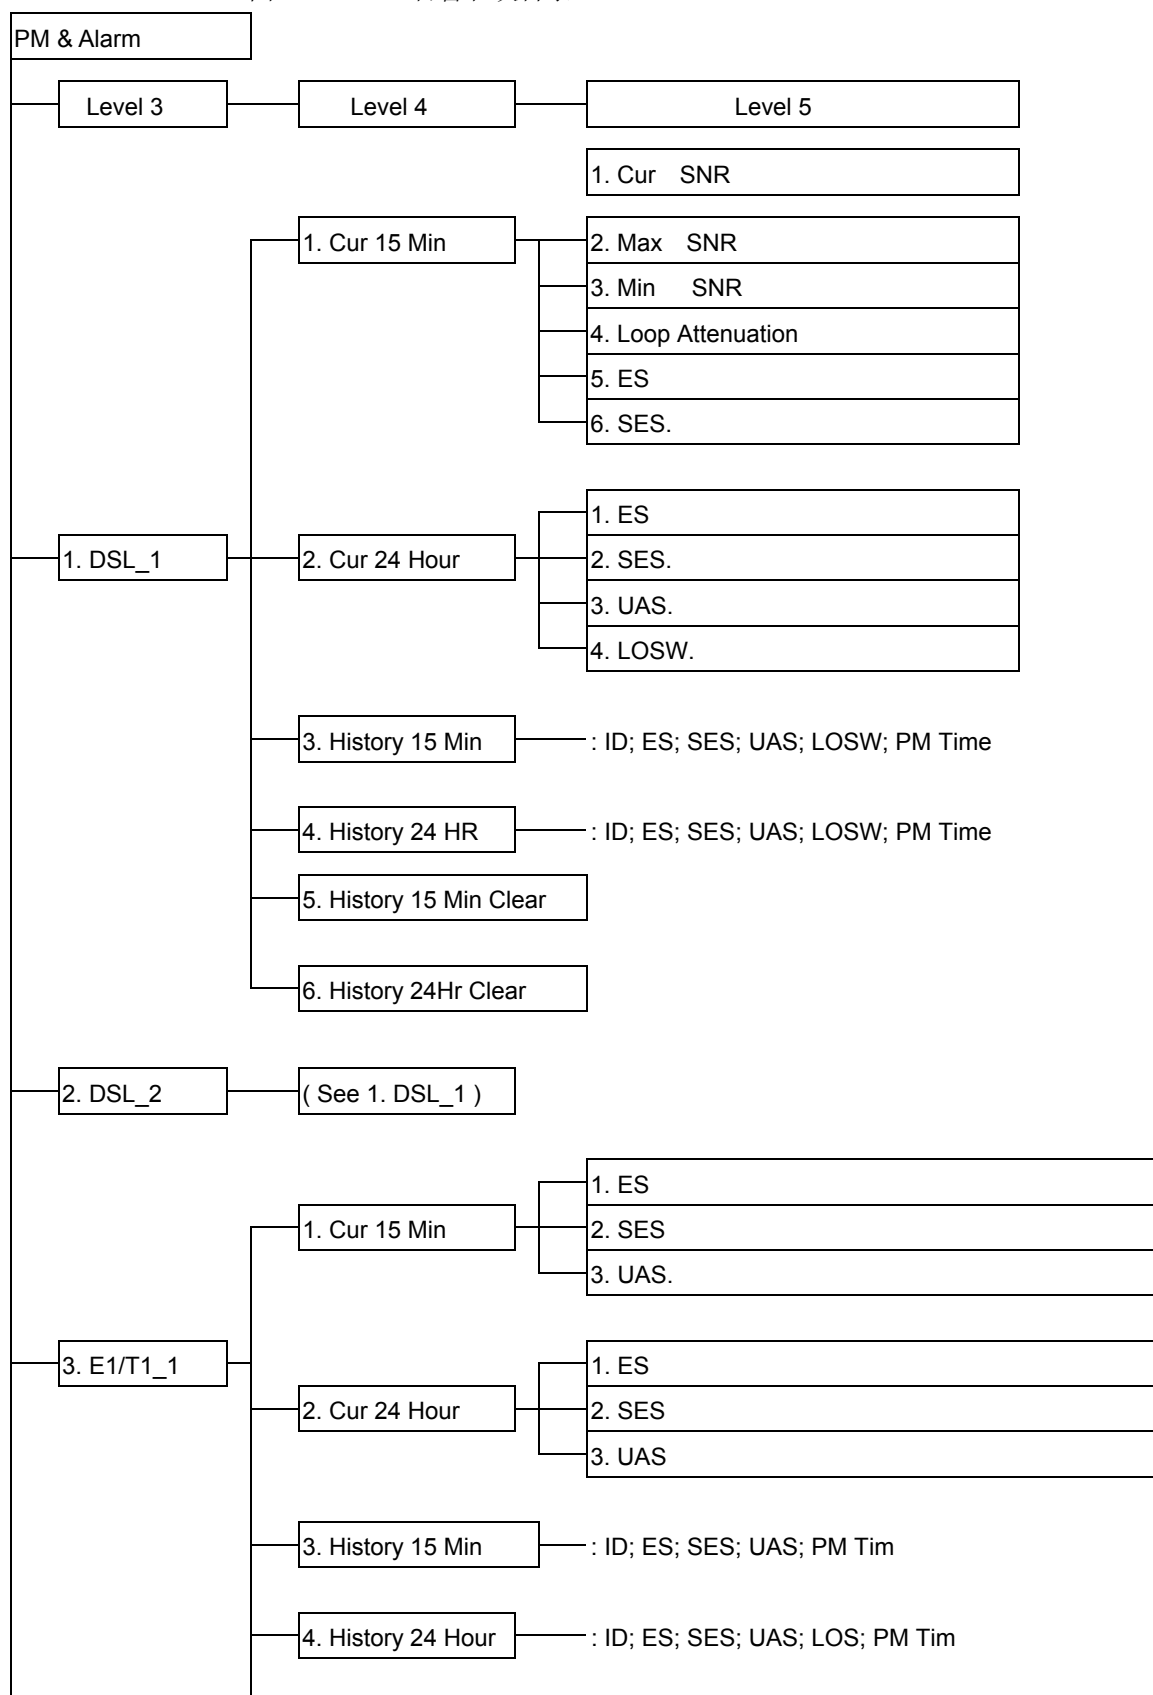 PM & Alarm
Level 3 Level 4 Level 5
1. Cur SNR
1. Cur 15 Min 2. Max SNR
3. Min SNR
4. Loop Attenuation
5. ES
6. SES.
1. ES
1. DSL_1 2. Cur 24 Hour 2. SES.
3. UAS.
4. LOSW.
3. History 15 Min : ID; ES; SES; UAS; LOSW; PM Time
4. History 24 HR : ID; ES; SES; UAS; LOSW; PM Time
5. History 15 Min Clear
6. History 24Hr Clear
2. DSL_2 ( See 1. DSL_1 )
1. ES
1. Cur 15 Min 2. SES
3. UAS.
3. E1/T1_1 1. ES
2. Cur 24 Hour 2. SES
3. UAS
3. History 15 Min : ID; ES; SES; UAS; PM Tim
4. History 24 Hour : ID; ES; SES; UAS; LOS; PM Tim